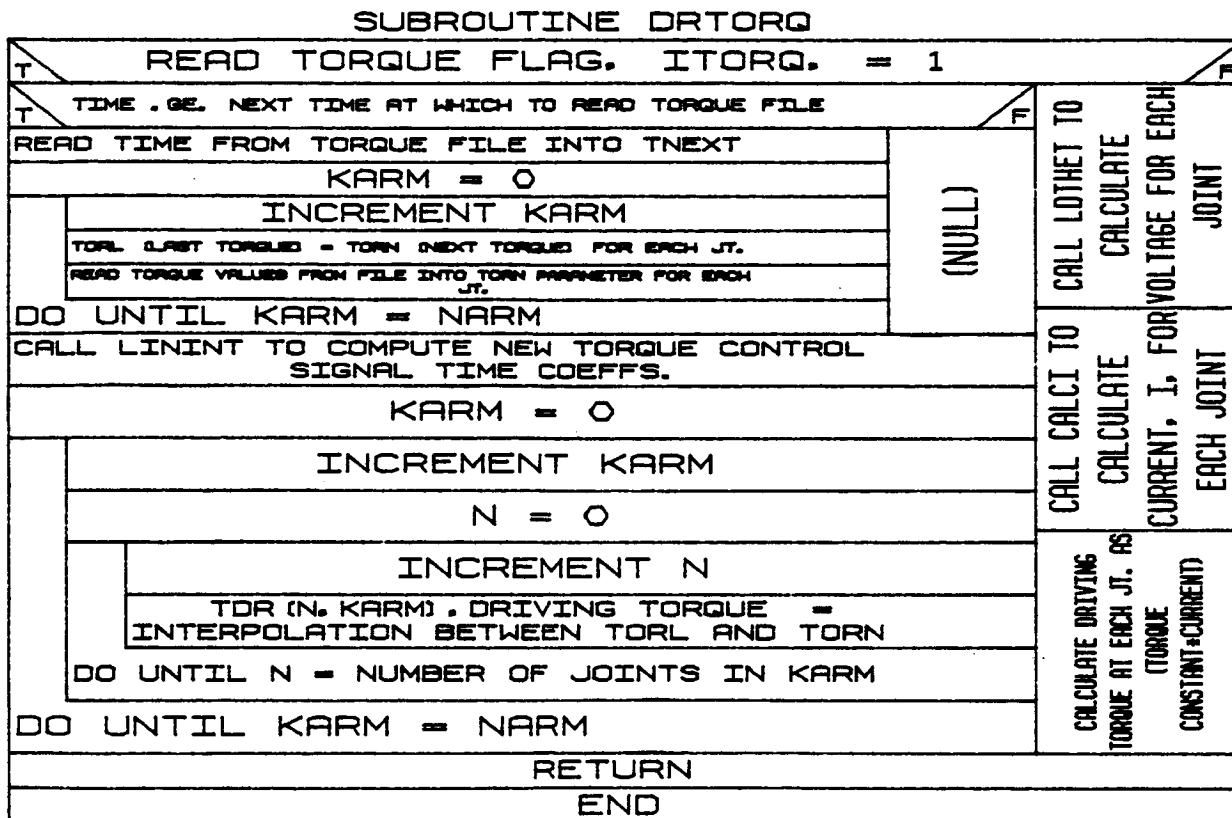 SUBROUTINE DRTORQ
T
READ TORQUE FLAG. ITORQ. = 1
F
T
TIME .GE. NEXT TIME AT WHICH TO READ TORQUE FILE
F
READ TIME FROM TORQUE FILE INTO TNEXT
KARM = 0
INCREMENT KARM
TORL (LAST TORQUE) = TORN (NEXT TORQUE) FOR EACH JT.
READ TORQUE VALUES FROM FILE INTO TORN PARAMETER FOR EACH
JT.
DO UNTIL KARM = NARM
(NULL)
CALL LINTINT TO COMPUTE NEW TORQUE CONTROL
SIGNAL TIME COEFFS.
KARM = 0
INCREMENT KARM
N = 0
INCREMENT N
TDR(N. KARM). DRIVING TORQUE =
INTERPOLATION BETWEEN TORL AND TORN
DO UNTIL N = NUMBER OF JOINTS IN KARM
DO UNTIL KARM = NARM
CALL LDTHET TO
CALCULATE
VOLTAGE FOR EACH
JOINT
CALL CALCI TO
CALCULATE
CURRENT, I, FOR
EACH JOINT
CALCULATE DRIVING
TORQUE AT EACH JT. AS
(TORQUE
CONSTANT*CURRENT)
RETURN
END